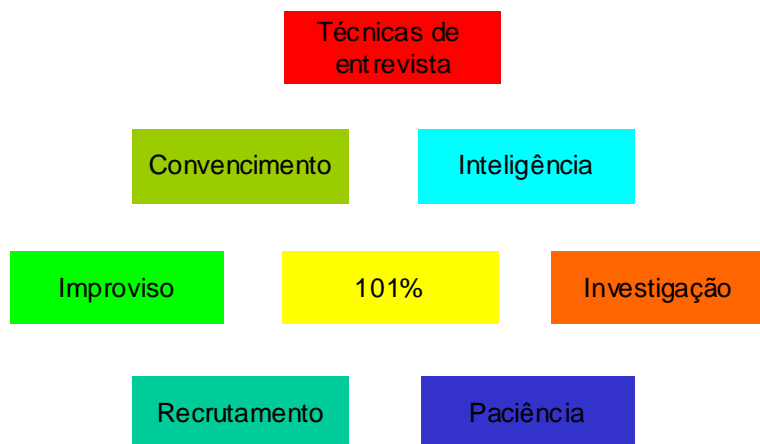 Técnicas de
entrevista
Convencimento
Inteligência
Improviso
101%
Investigação
Recrutamento
Paciência